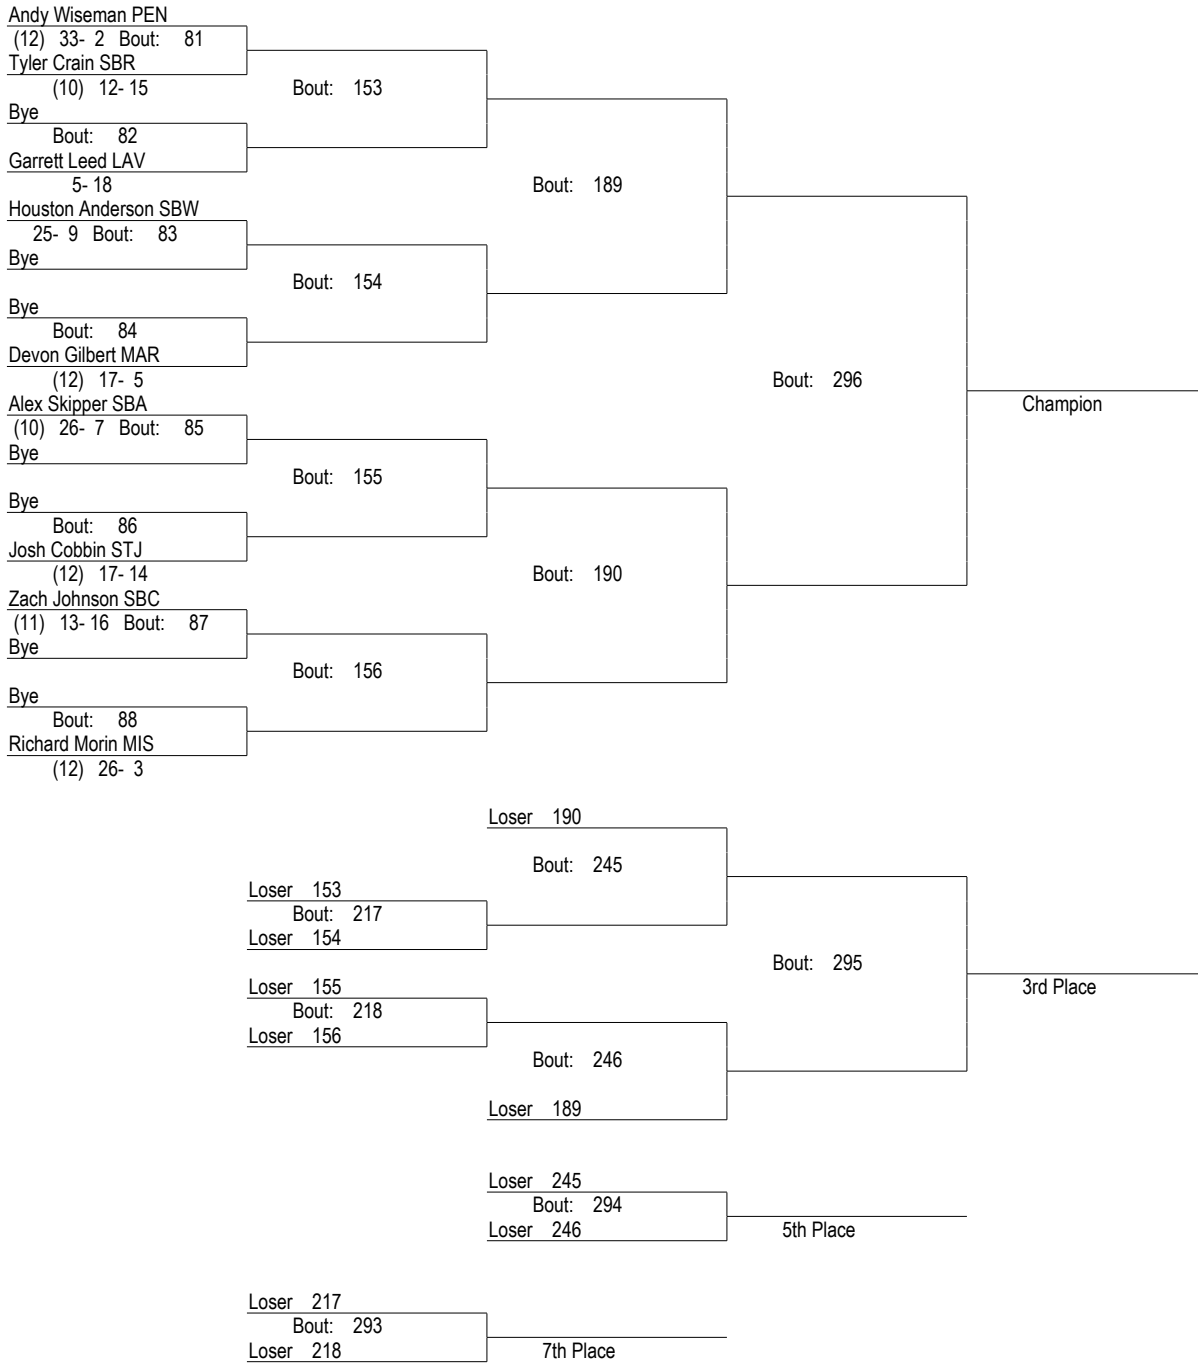 Andy Wiseman PEN
(12) 33- 2 Bout: 81
Tyler Crain SBR
(10) 12- 15
Bout: 153
Bye
Bout: 82
Garrett Leed LAV
5- 18
Bout: 189
Houston Anderson SBW
25- 9 Bout: 83
Bye
Bout: 154
Bye
Bout: 84
Devon Gilbert MAR
(12) 17- 5
Bout: 296
Champion
Alex Skipper SBA
(10) 26- 7 Bout: 85
Bye
Bout: 155
Bye
Bout: 86
Josh Cobbin STJ
(12) 17- 14
Bout: 190
Zach Johnson SBC
(11) 13- 16 Bout: 87
Bye
Bout: 156
Bye
Bout: 88
Richard Morin MIS
(12) 26- 3
Loser 190
Bout: 245
Loser 153
Bout: 217
Loser 154
Bout: 295
3rd Place
Loser 155
Bout: 218
Loser 156
Bout: 246
Loser 189
Loser 245
Bout: 294
Loser 246
5th Place
Loser 217
Bout: 293
Loser 218
7th Place